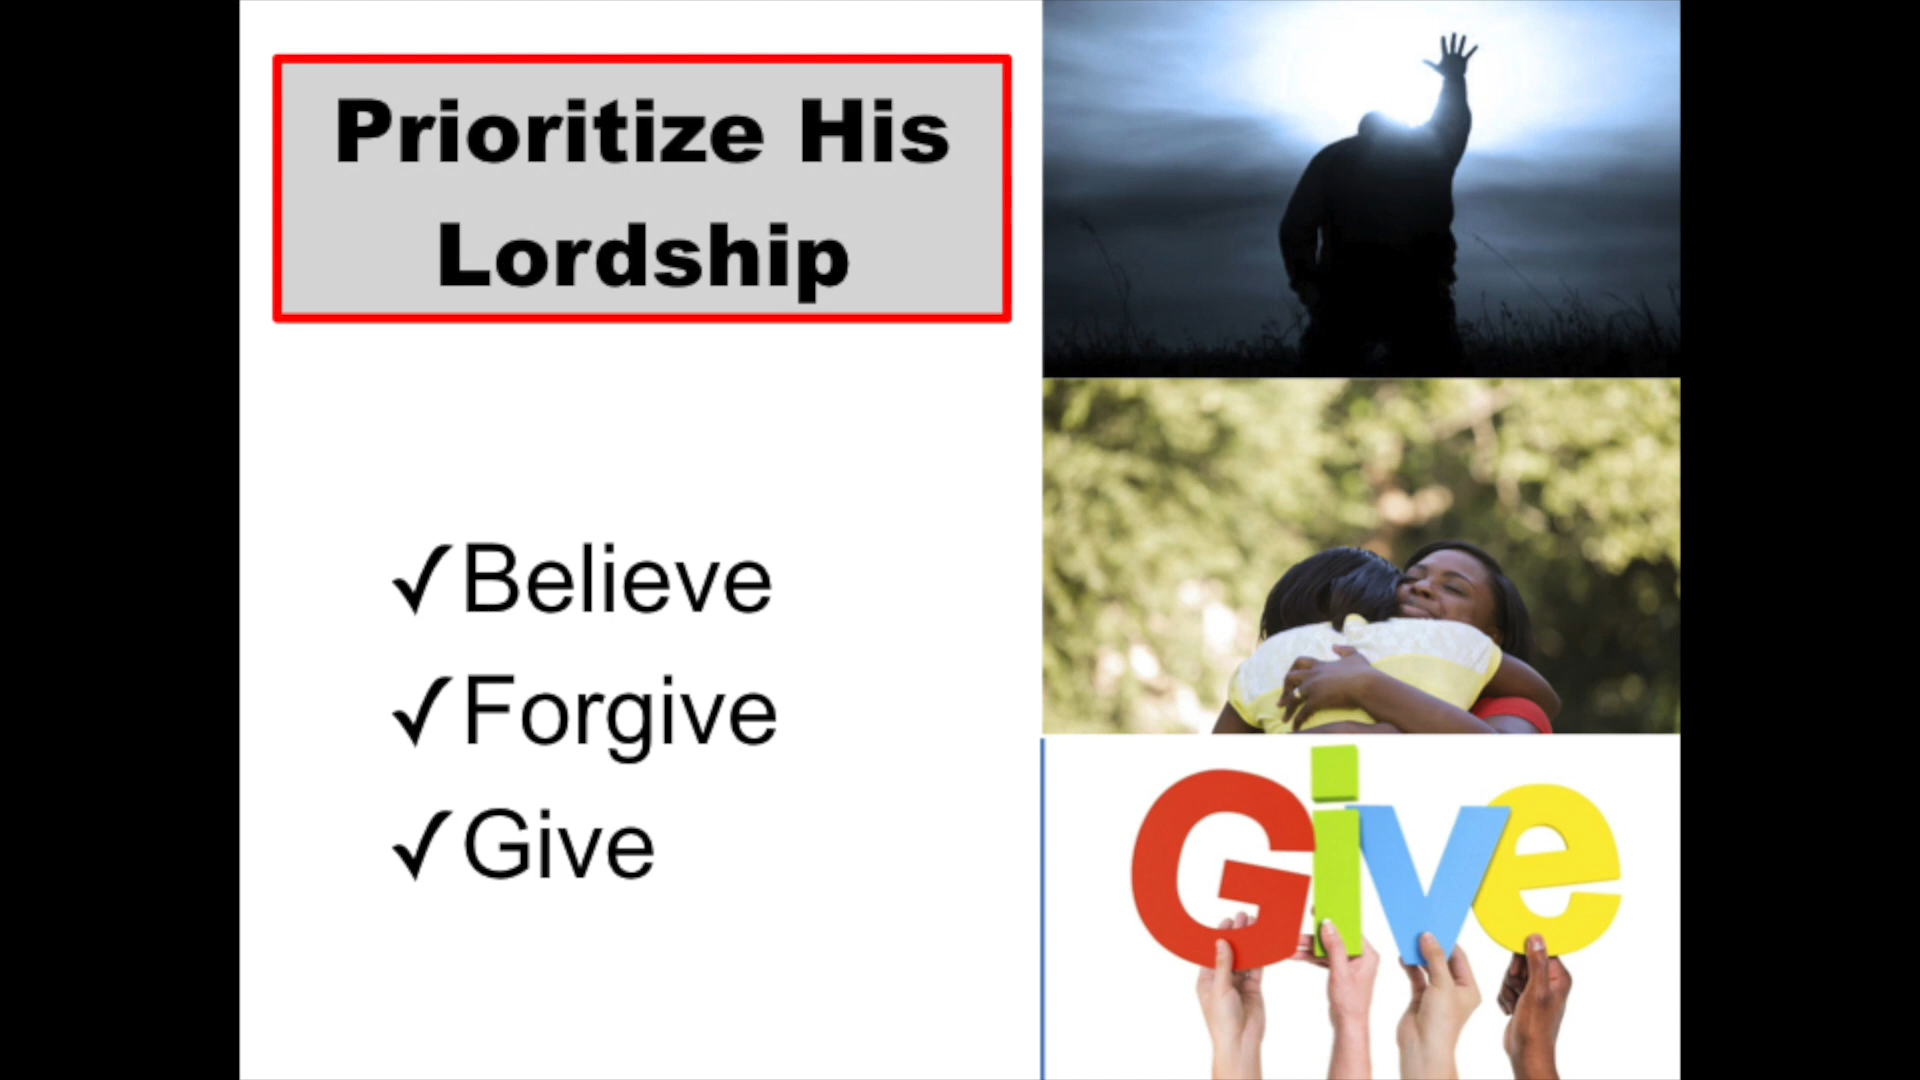 Prioritize His
Lordship
✓Believe
✓Forgive
✓Give
Give